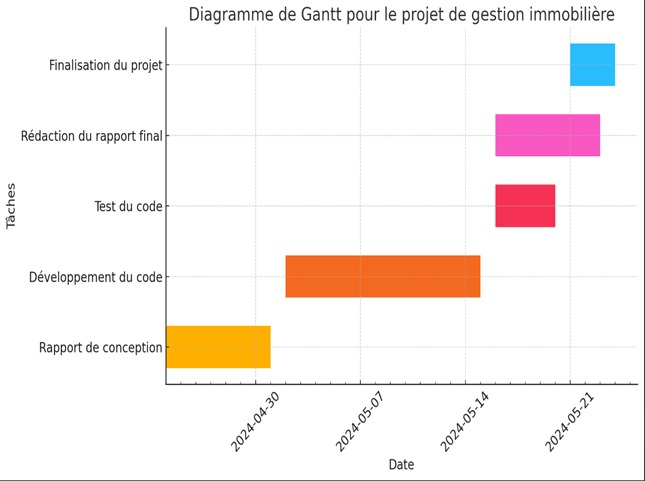 Diagramme de Gantt pour le projet de gestion immobilière
Finalisation du projet
Rédaction du rapport final
Test du code
Développement du code
Rapport de conception
Tâches
2024-04-30
2024-05-07
2024-05-14
2024-05-21
Date